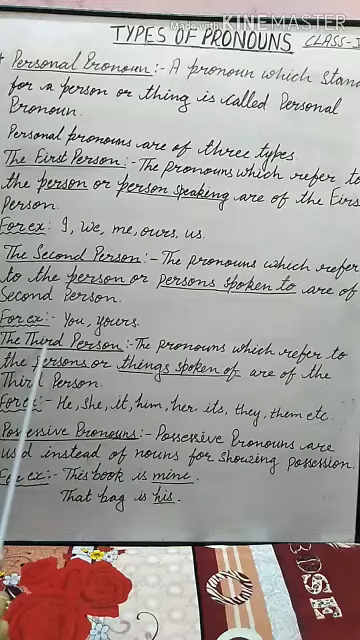 Made with KINEMASTER
TYPES OF PRONOUNS CLASS-
Personal Pronoun:- A pronoun which stan
for a person or thing is called Personal
Pronoun.
Personal pronouns are of three types.
The First Person:- The pronouns which refer to
the person or person speaking are of the Firs
Person.
For ex: I, we, me, ours, us.
The Second Person:- The pronouns which refer
to the person or persons spoken to are of
Second Person.
For ex:- You, yours.
The Third Person:- The pronouns which refer to
the persons or things spoken of are of the
Third Person.
For ex:- He, she, it, him, her, its, they, them etc.
Possessive Pronouns:- Possessive Pronouns are
used instead of nouns for showing possession.
For ex:- This book is mine.
That bag is his.